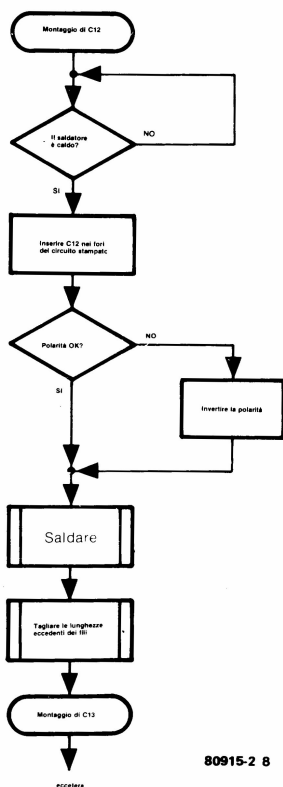 Montaggio di C12
Il saldatore
è caldo?
NO
SI
Inserire C12 nei fori
del circuito stampato
Polarità OK?
NO
SI
Invertire la polarità
Saldare
Tagliare le lunghezze
eccedenti dei fili
Montaggio di C13
80915-2 8
eccetera